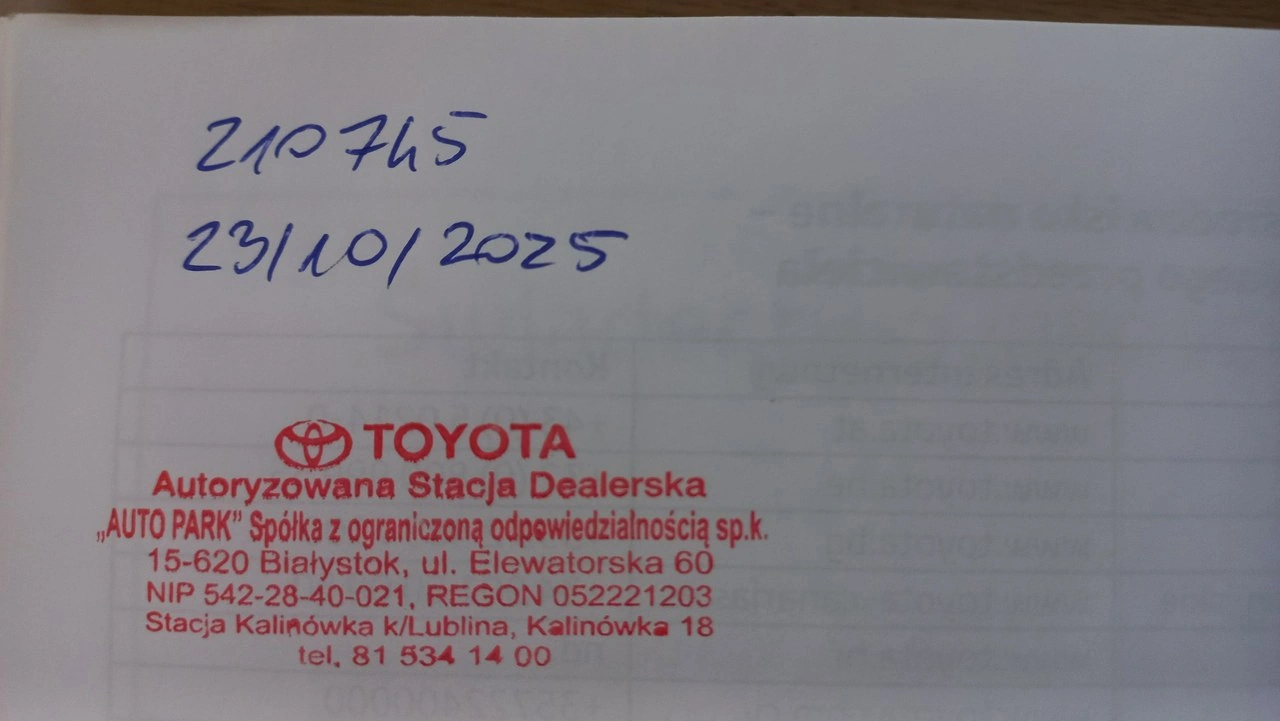 210745
23/10/2025
TOYOTA
Autoryzowana Stacja Dealerska
„AUTO PARK” Spółka z ograniczoną odpowiedzialnością sp.k.
15-620 Białystok, ul. Elewatorska 60
NIP 542-28-40-021, REGON 052221203
Stacja Kalinówka k/Lublina, Kalinówka 18
tel. 81 534 14 00